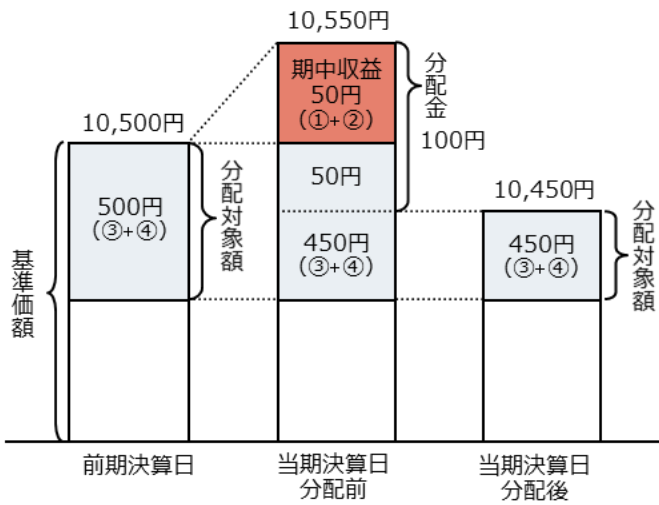 10,550円
期中収益
50円
(①+②)
分配金
100円
10,500円
500円
(③+④)
分配対象額
50円
450円
(③+④)
10,450円
450円
(③+④)
分配対象額
基準価額
前期決算日
当期決算日
分配前
当期決算日
分配後